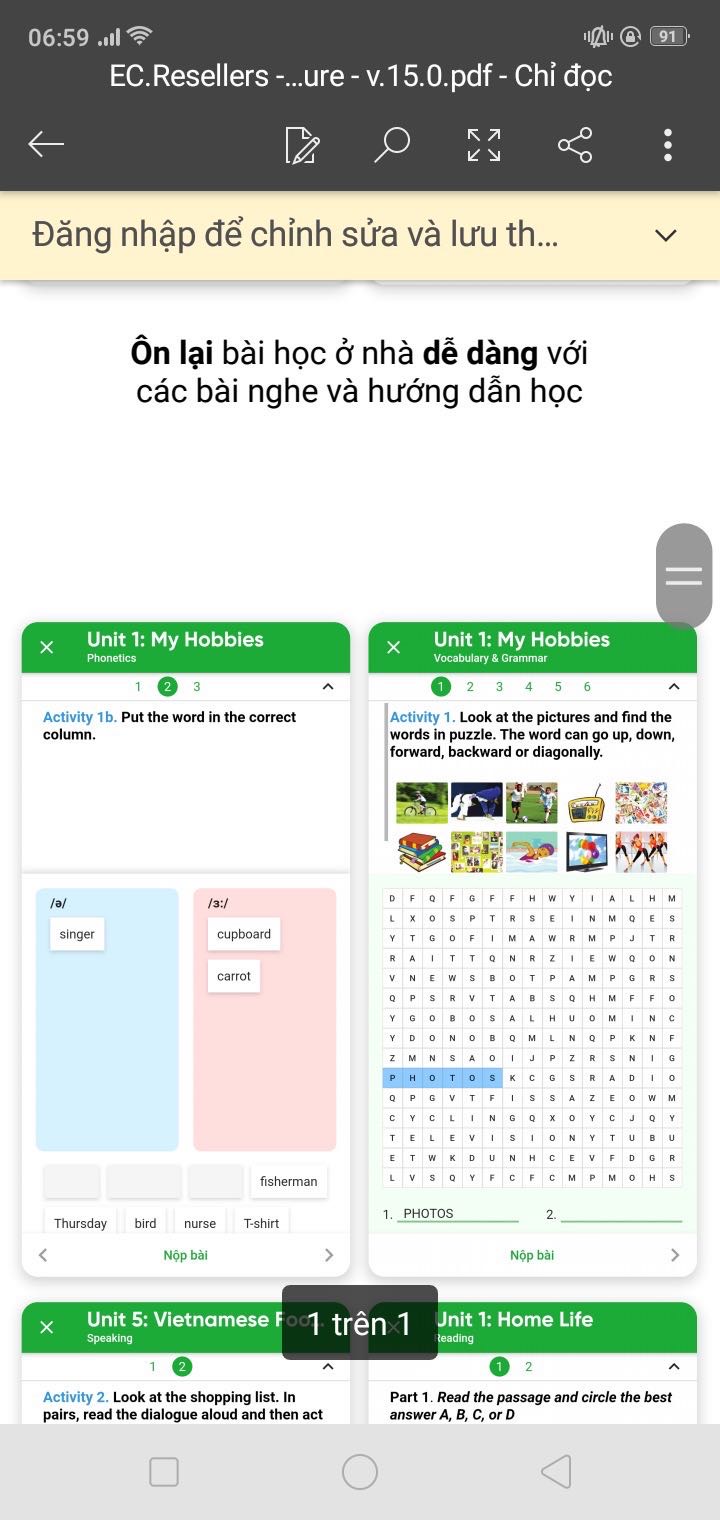 06:59
91
EC.Resellers -...ure - v.15.0.pdf - Chỉ đọc
Đăng nhập để chỉnh sửa và lưu th...
Ôn lại bài học ở nhà dễ dàng với
các bài nghe và hướng dẫn học
Unit 1: My Hobbies
Phonetics
1 2 3
Activity 1b. Put the word in the correct
column.
/ə/
singer
/ɜ:/
cupboard
carrot
fisherman
Thursday bird nurse T-shirt
Nộp bài
Unit 1: My Hobbies
Vocabulary & Grammar
1 2 3 4 5 6
Activity 1. Look at the pictures and find the
words in puzzle. The word can go up, down,
forward, backward or diagonally.
D F Q F G F F H W Y I A L H M
L X O S P T R S E I N M Q E S
Y T G O F I M A W R M P J T R
R A I T T Q N R Z I E W Q O N
V N E W S B O T P A M P G R S
Q P S R V T A B S Q H M F F O
Y G O B O S A L H U O M I N C
Y D O N O B Q M L N Q P K N F
Z M N S A O I J P Z R S N I G
P H O T O S K C G S R A D I O
Q P G V T F I S S A Z E O W M
C Y C L I N G Q X O Y C J Q Y
T E L E V I S I O N Y T U B U
E T W K D U N H C E V F D G R
L V S Q Y F C F C M P M O H S
1. PHOTOS 2.
Nộp bài
Unit 5: Vietnamese Foo...
Speaking
1 2
Activity 2. Look at the shopping list. In
pairs, read the dialogue aloud and then act
1 trên 1
Unit 1: Home Life
Reading
1 2
Part 1. Read the passage and circle the best
answer A, B, C, or D